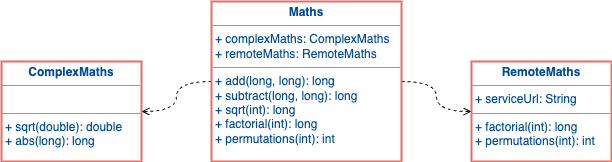 Maths
+ complexMaths: ComplexMaths
+ remoteMaths: RemoteMaths
+ add(long, long): long
+ subtract(long, long): long
+ sqrt(int): long
+ factorial(int): long
+ permutations(int): int
ComplexMaths
+ sqrt(double): double
+ abs(long): long
RemoteMaths
+ serviceUrl: String
+ factorial(int): long
+ permutations(int): int